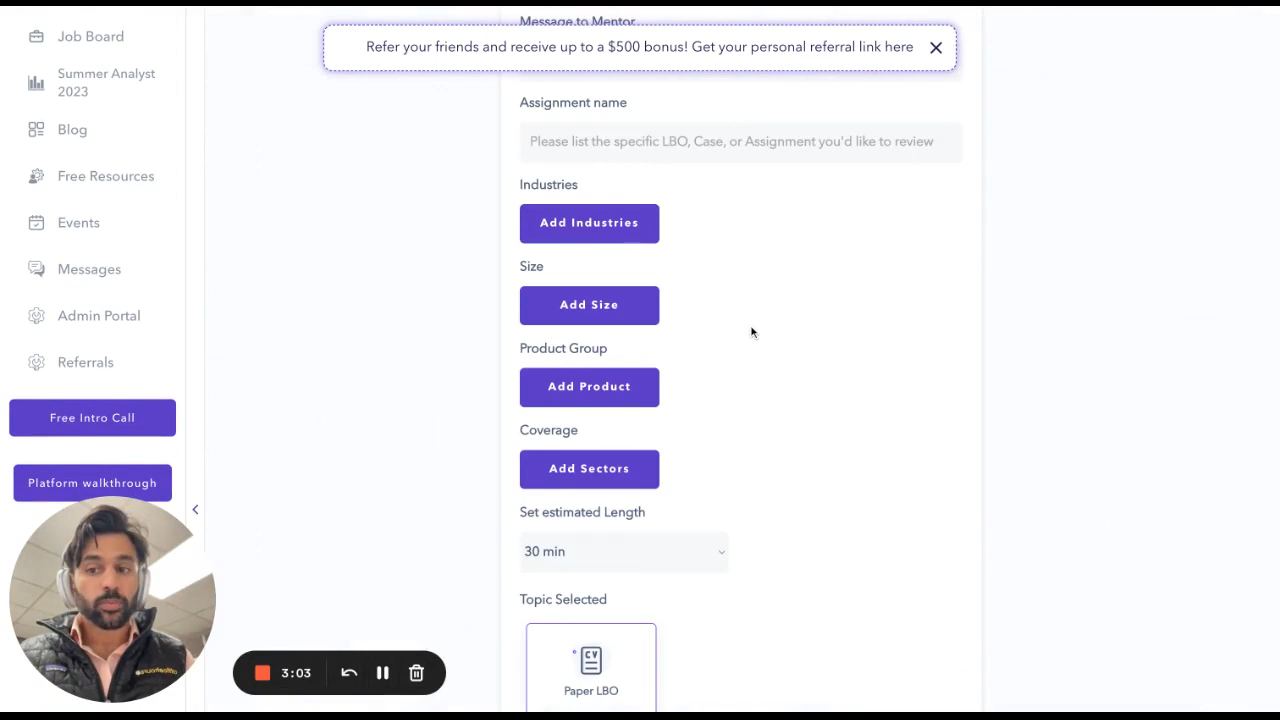 Job Board
Summer Analyst
2023
Blog
Free Resources
Events
Messages
Admin Portal
Referrals
Free Intro Call
Platform walkthrough
Message to Mentor
Refer your friends and receive up to a $500 bonus! Get your personal referral link here
Assignment name
Please list the specific LBO, Case, or Assignment you'd like to review
Industries
Add Industries
Size
Add Size
Product Group
Add Product
Coverage
Add Sectors
Set estimated Length
30 min
Topic Selected
CV
Paper LBO
3:03